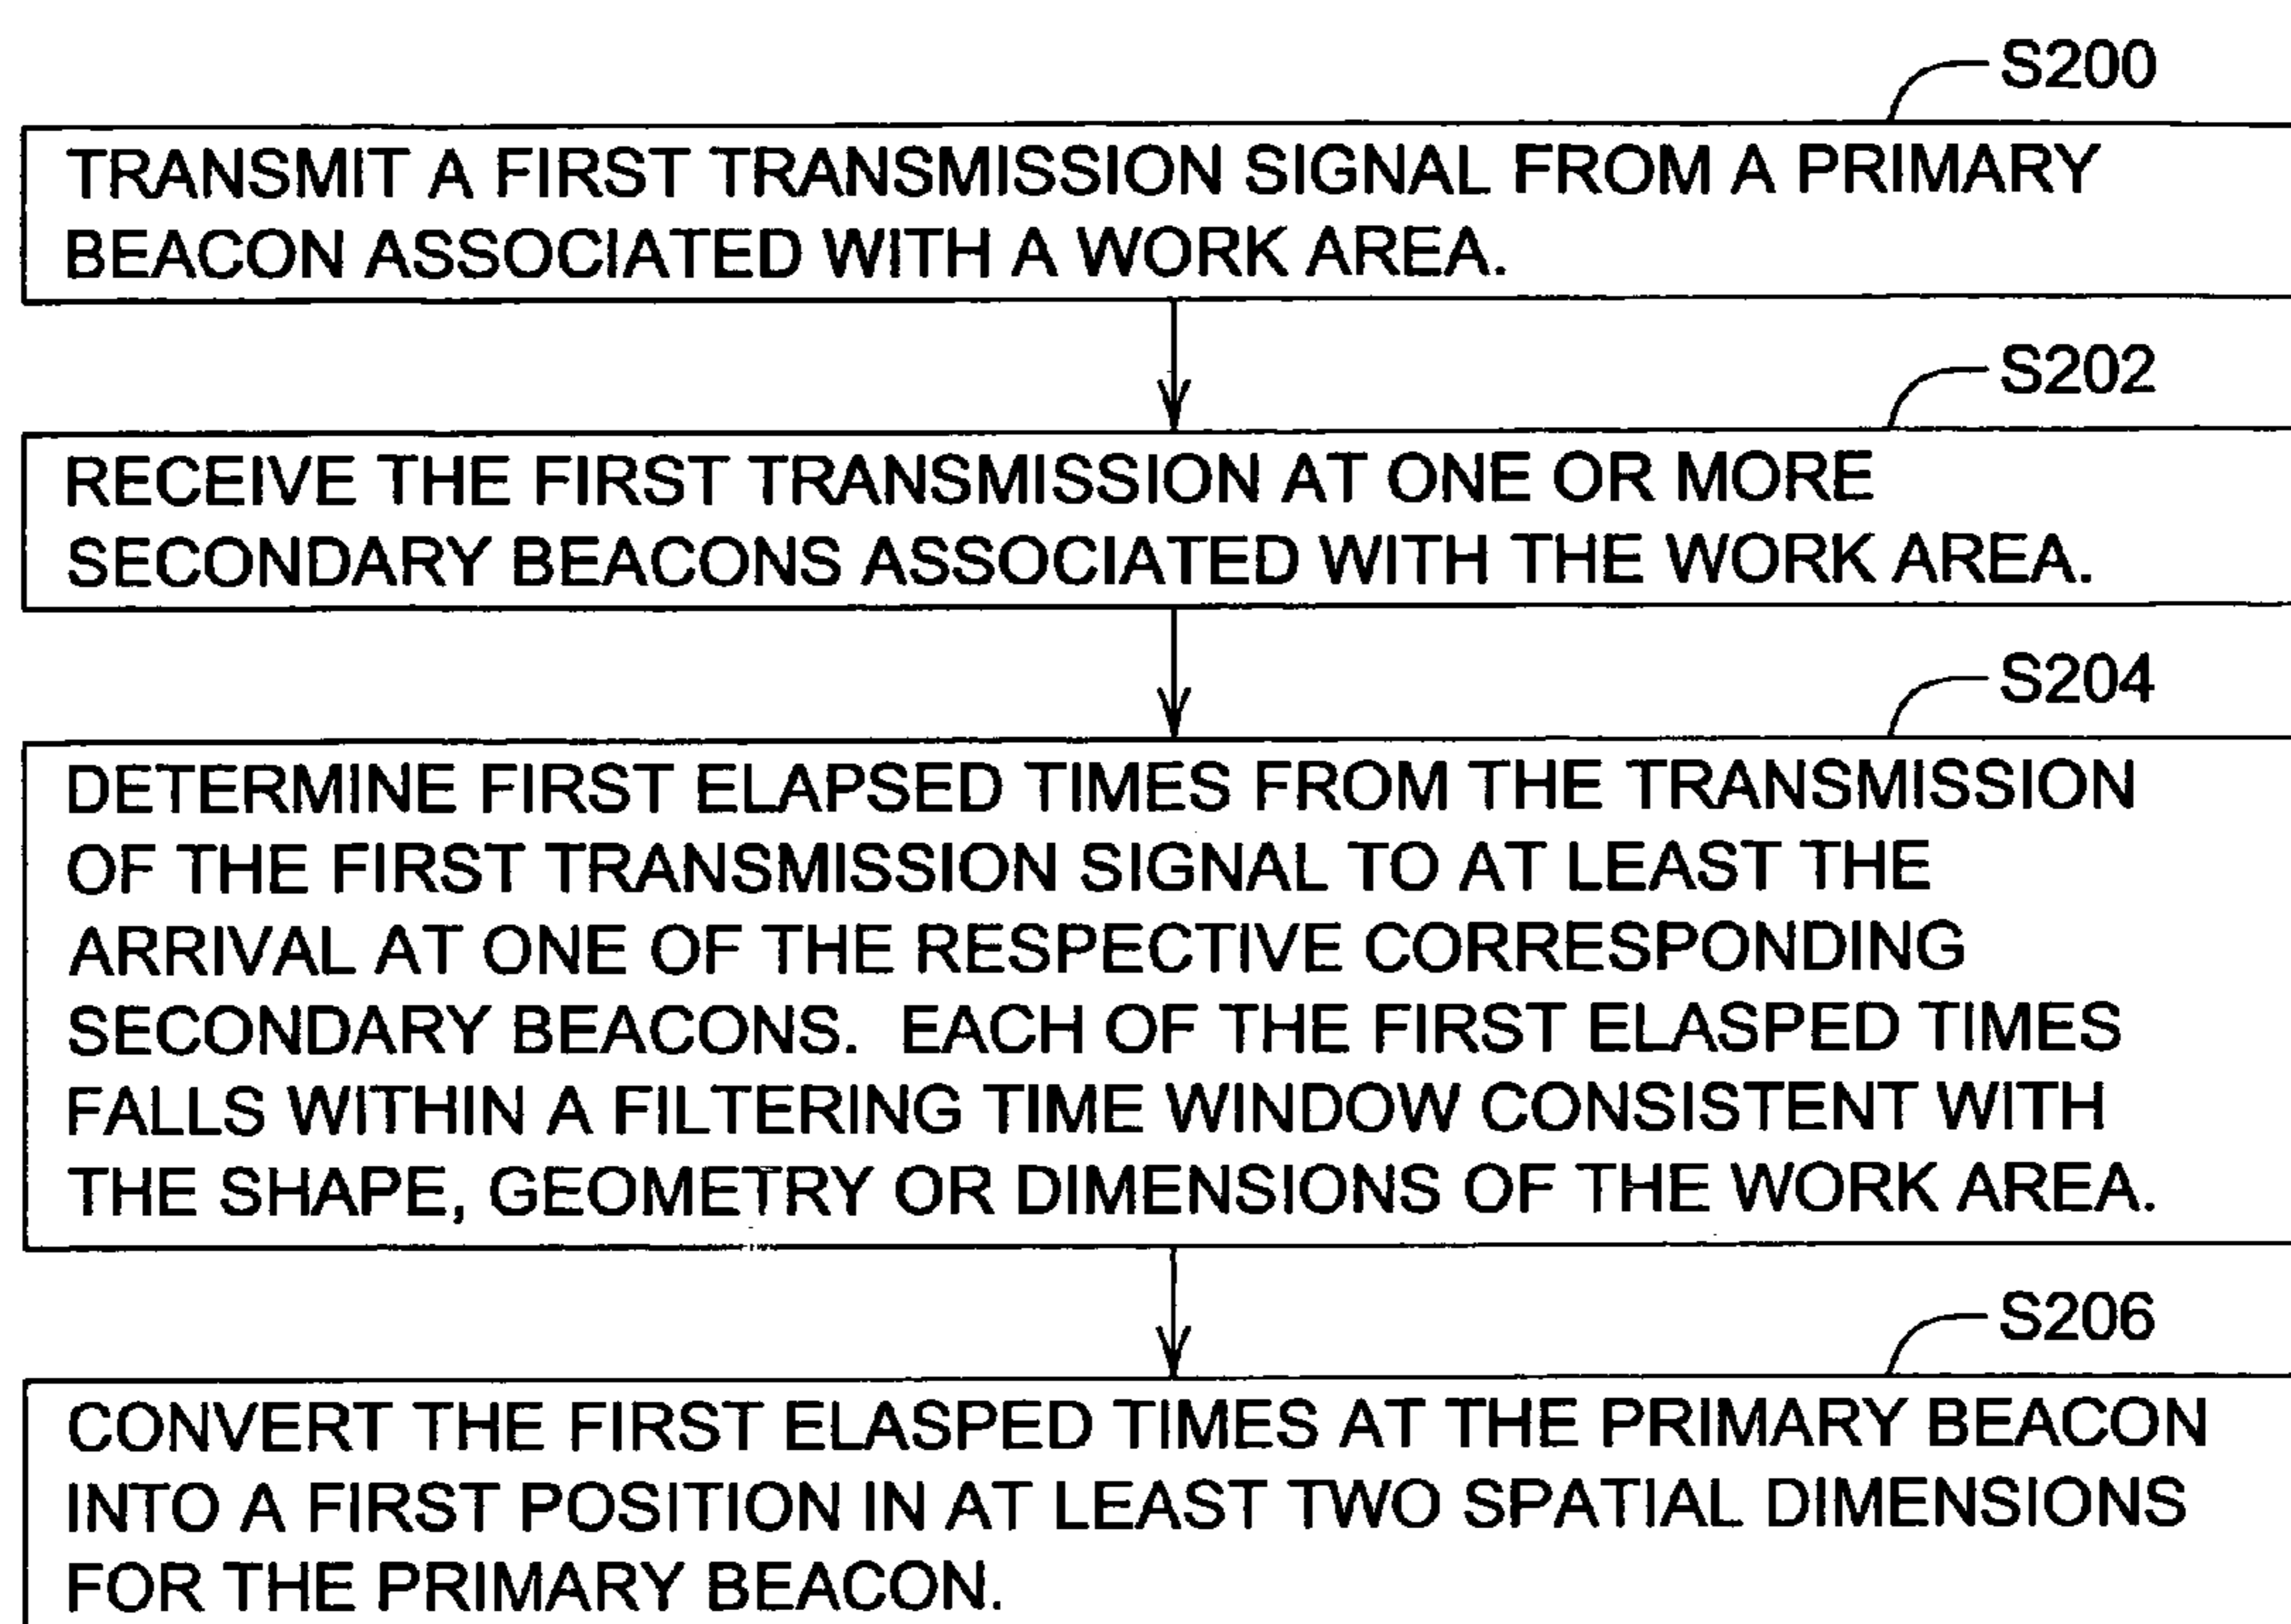 S200
TRANSMIT A FIRST TRANSMISSION SIGNAL FROM A PRIMARY
BEACON ASSOCIATED WITH A WORK AREA.
S202
RECEIVE THE FIRST TRANSMISSION AT ONE OR MORE
SECONDARY BEACONS ASSOCIATED WITH THE WORK AREA.
S204
DETERMINE FIRST ELAPSED TIMES FROM THE TRANSMISSION
OF THE FIRST TRANSMISSION SIGNAL TO AT LEAST THE
ARRIVAL AT ONE OF THE RESPECTIVE CORRESPONDING
SECONDARY BEACONS. EACH OF THE FIRST ELASPED TIMES
FALLS WITHIN A FILTERING TIME WINDOW CONSISTENT WITH
THE SHAPE, GEOMETRY OR DIMENSIONS OF THE WORK AREA.
S206
CONVERT THE FIRST ELASPED TIMES AT THE PRIMARY BEACON
INTO A FIRST POSITION IN AT LEAST TWO SPATIAL DIMENSIONS
FOR THE PRIMARY BEACON.